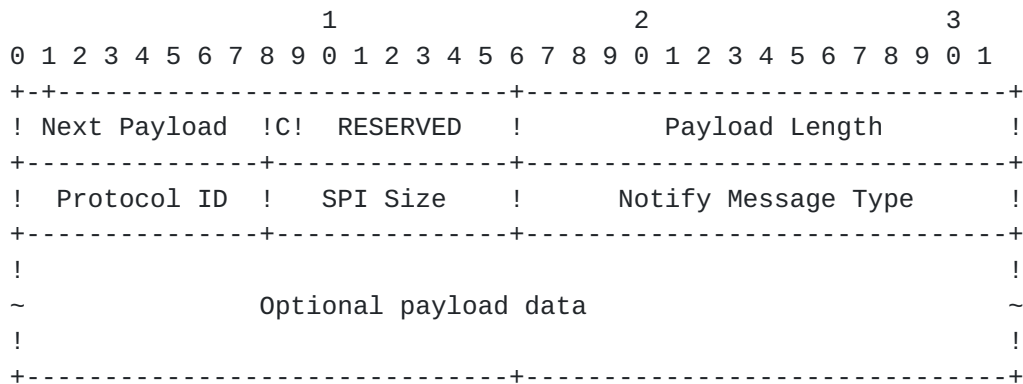 1                   2                   3
0 1 2 3 4 5 6 7 8 9 0 1 2 3 4 5 6 7 8 9 0 1 2 3 4 5 6 7 8 9 0 1
+-+-----------------------------+-------------------------------+
! Next Payload  !C!  RESERVED   !         Payload Length        !
+---------------+---------------+-------------------------------+
!  Protocol ID  !   SPI Size    !      Notify Message Type      !
+---------------+---------------+-------------------------------+
!                                                               !
~               Optional payload data                           ~
!                                                               !
+-------------------------------+-------------------------------+